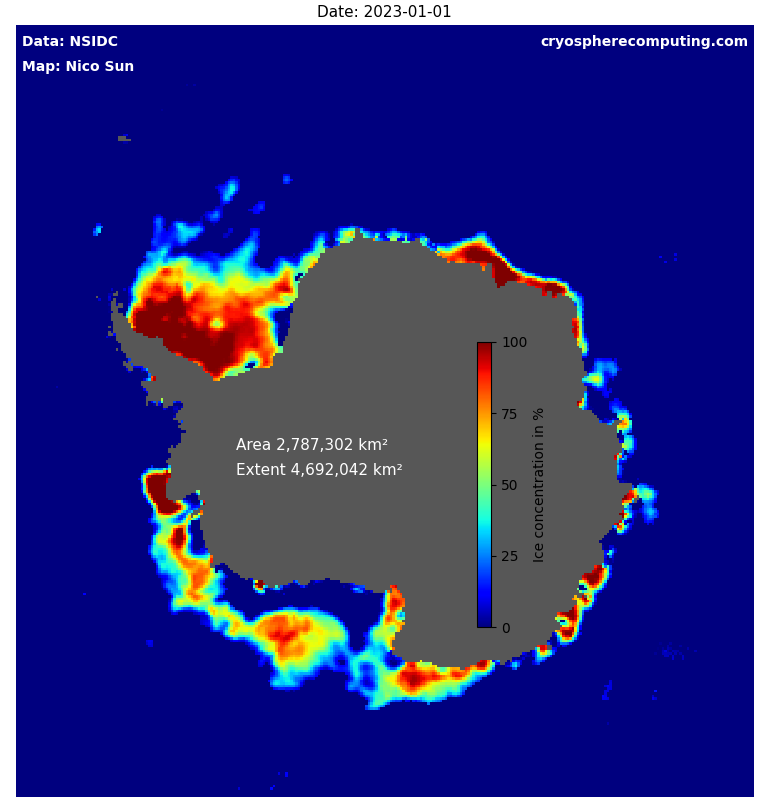 Date: 2023-01-01
Data: NSIDC
cryospherecomputing.com
Map: Nico Sun
100
75
Area 2,787,302 km²
Extent 4,692,042 km²
50
Ice concentration in %
25
0